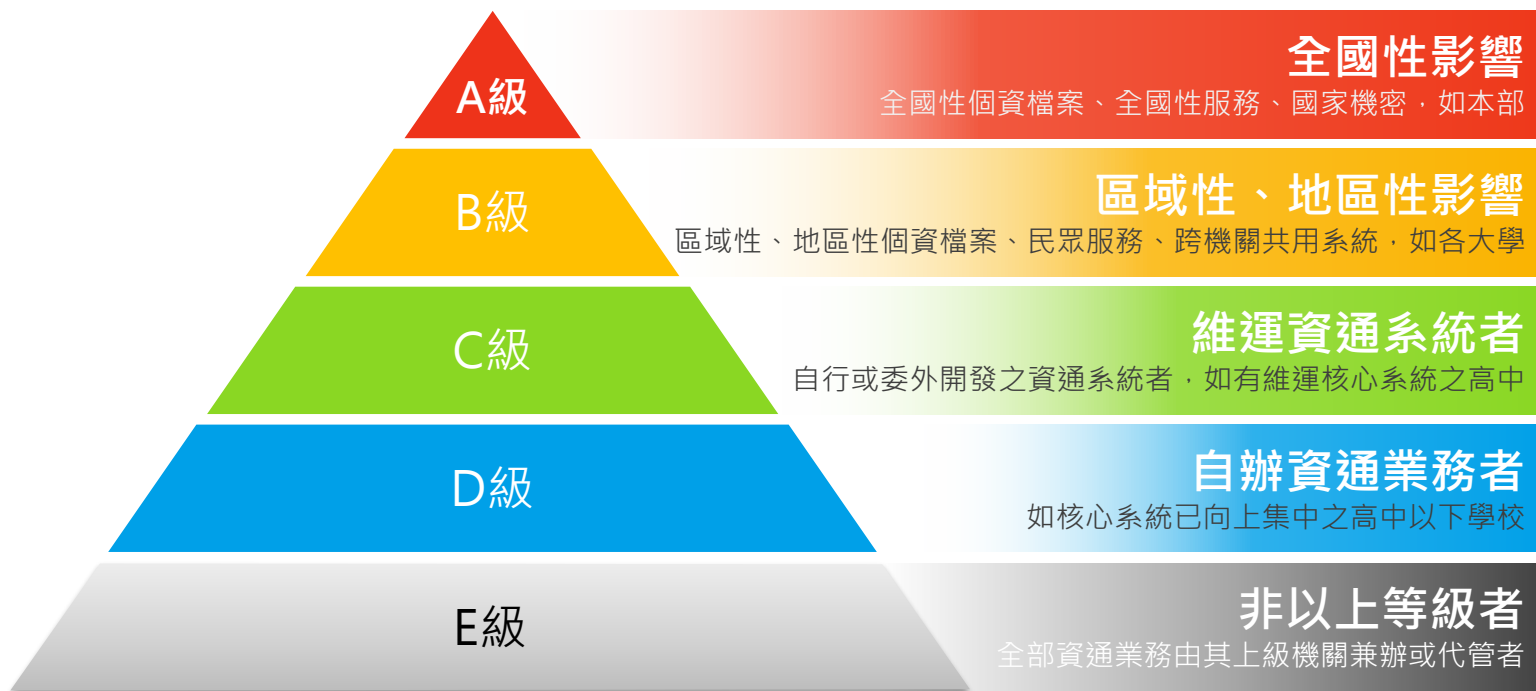 A級
全國性影響
全國性個資檔案、全國性服務、國家機密，如本部
B級
區域性、地區性影響
區域性、地區性個資檔案、民眾服務、跨機關共用系統，如各大學
C級
維運資通系統者
自行或委外開發之資通系統者，如有維運核心系統之高中
D級
自辦資通業務者
如核心系統已向上集中之高中以下學校
E級
非以上等級者
全部資通業務由其上級機關兼辦或代管者